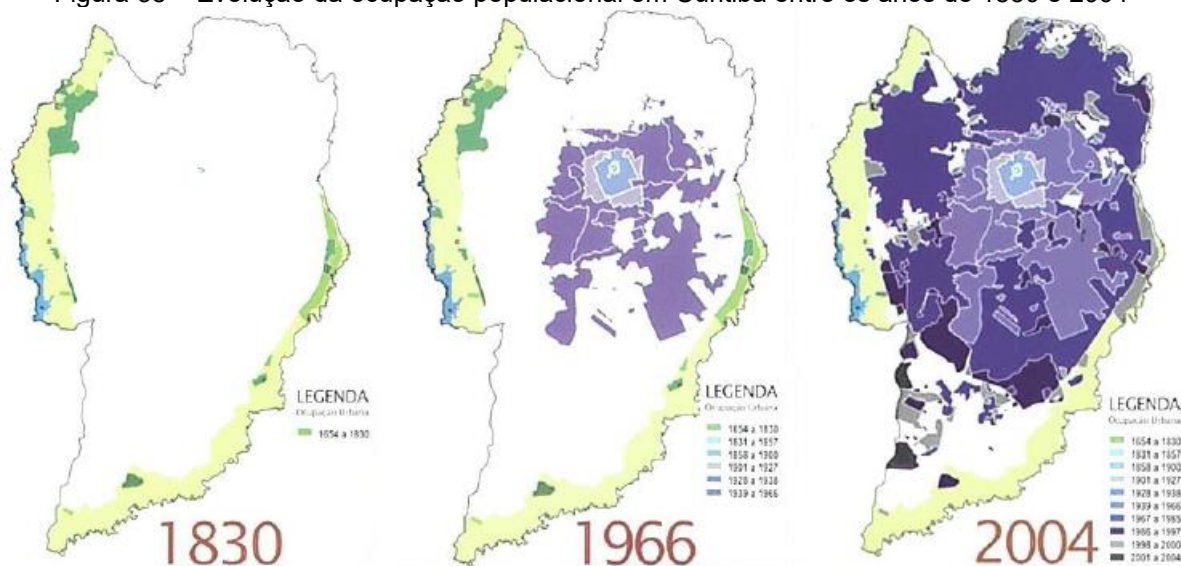 Figura – Evolução da ocupação populacional em Curitiba entre os anos de 1830 e 2004
LEGENDA
Ocupação Urbana
1654 a 1830
1830
LEGENDA
Ocupação Urbana
1654 a 1830
1831 a 1857
1858 a 1900
1901 a 1927
1928 a 1938
1939 a 1966
1966
LEGENDA
Ocupação Urbana
1654 a 1830
1831 a 1857
1858 a 1900
1901 a 1927
1928 a 1938
1939 a 1966
1967 a 1985
1986 a 1997
1998 a 2000
2001 a 2004
2004